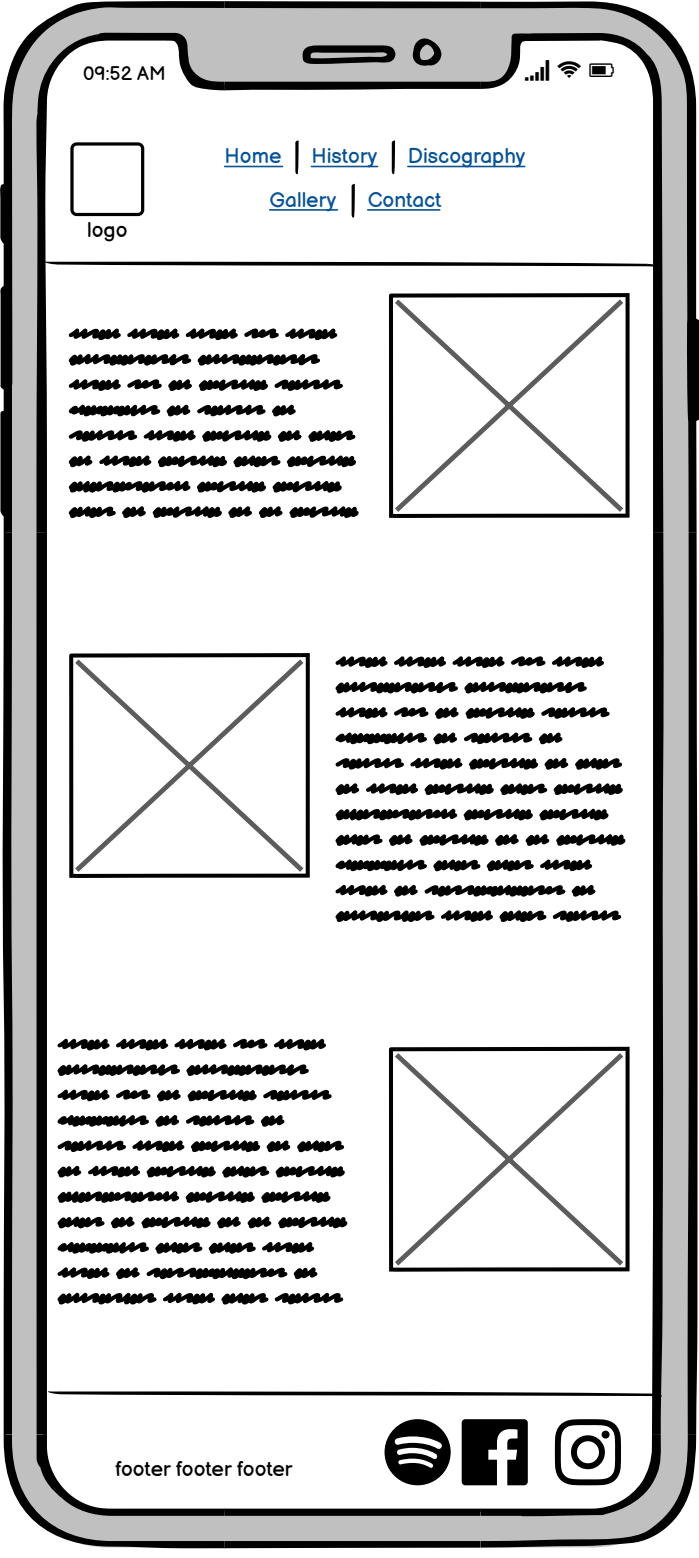 09:52 AM
Home | History | Discography
Gallery | Contact
logo
footer footer footer